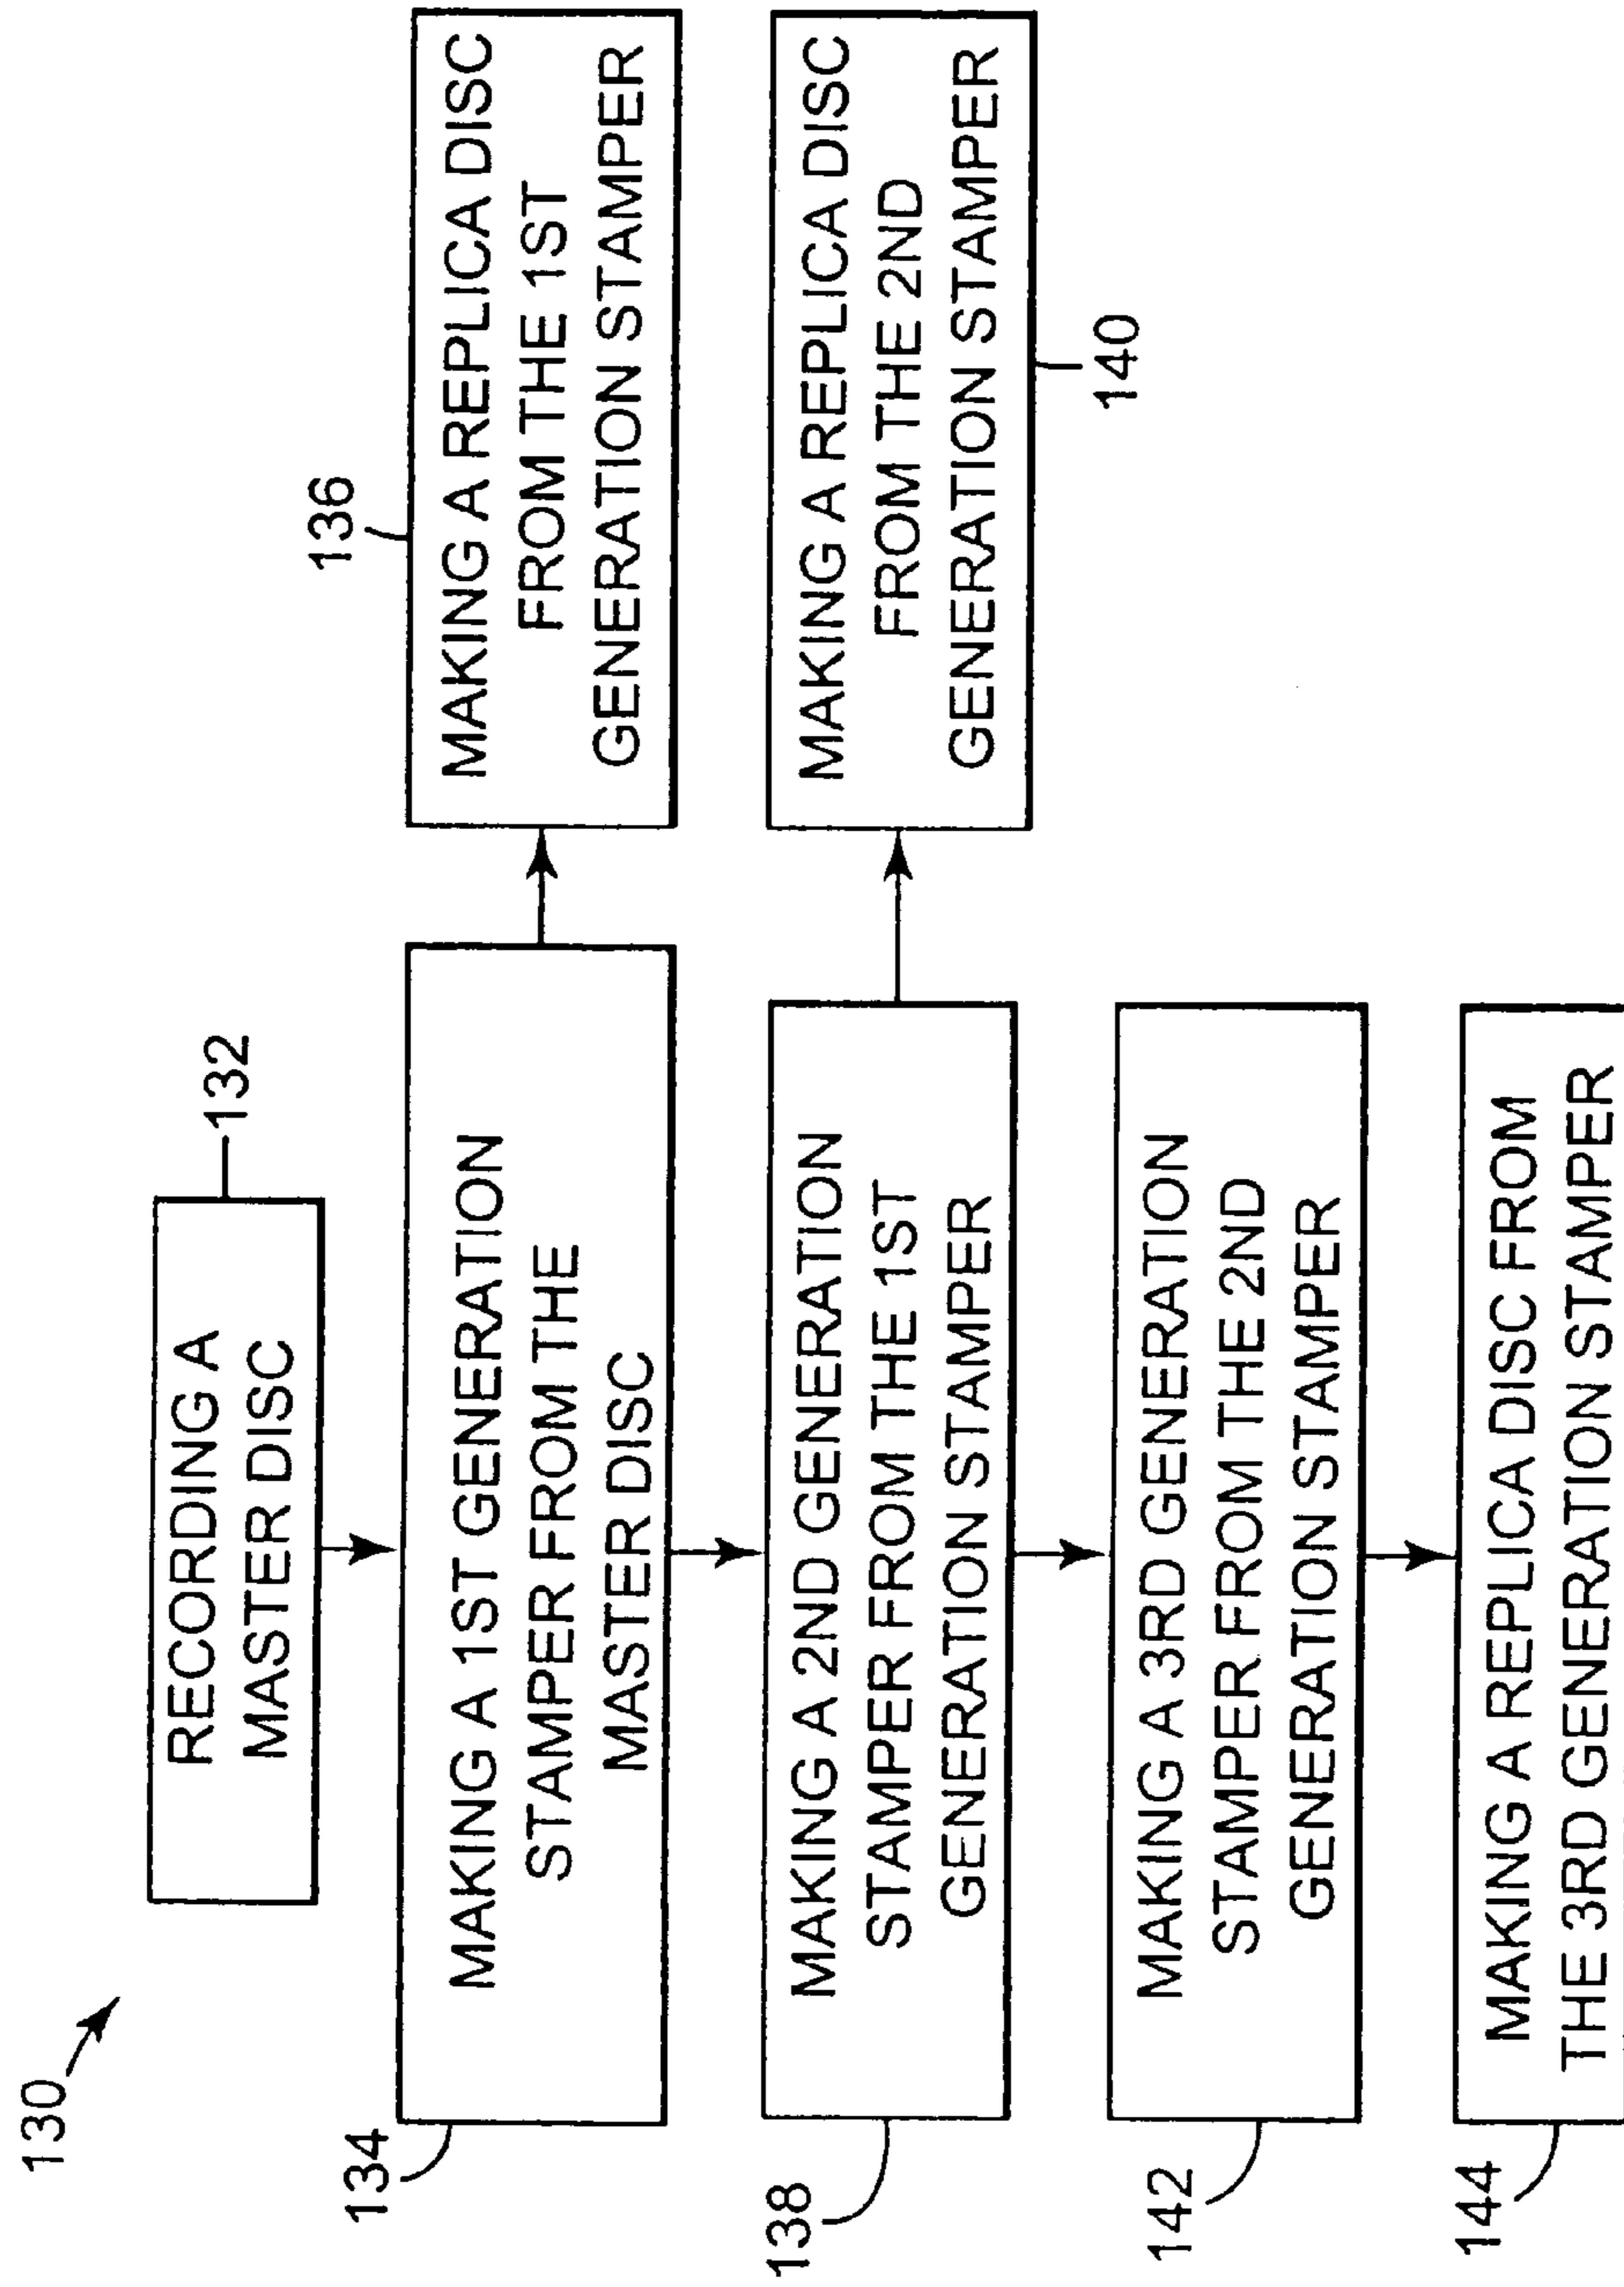 130
RECORDING A
MASTER DISC
132
134
MAKING A 1ST GENERATION
STAMPER FROM THE
MASTER DISC
136
MAKING A REPLICA DISC
FROM THE 1ST
GENERATION STAMPER
138
MAKING A 2ND GENERATION
STAMPER FROM THE 1ST
GENERATION STAMPER
MAKING A REPLICA DISC
FROM THE 2ND
GENERATION STAMPER
140
142
MAKING A 3RD GENERATION
STAMPER FROM THE 2ND
GENERATION STAMPER
144
MAKING A REPLICA DISC FROM
THE 3RD GENERATION STAMPER